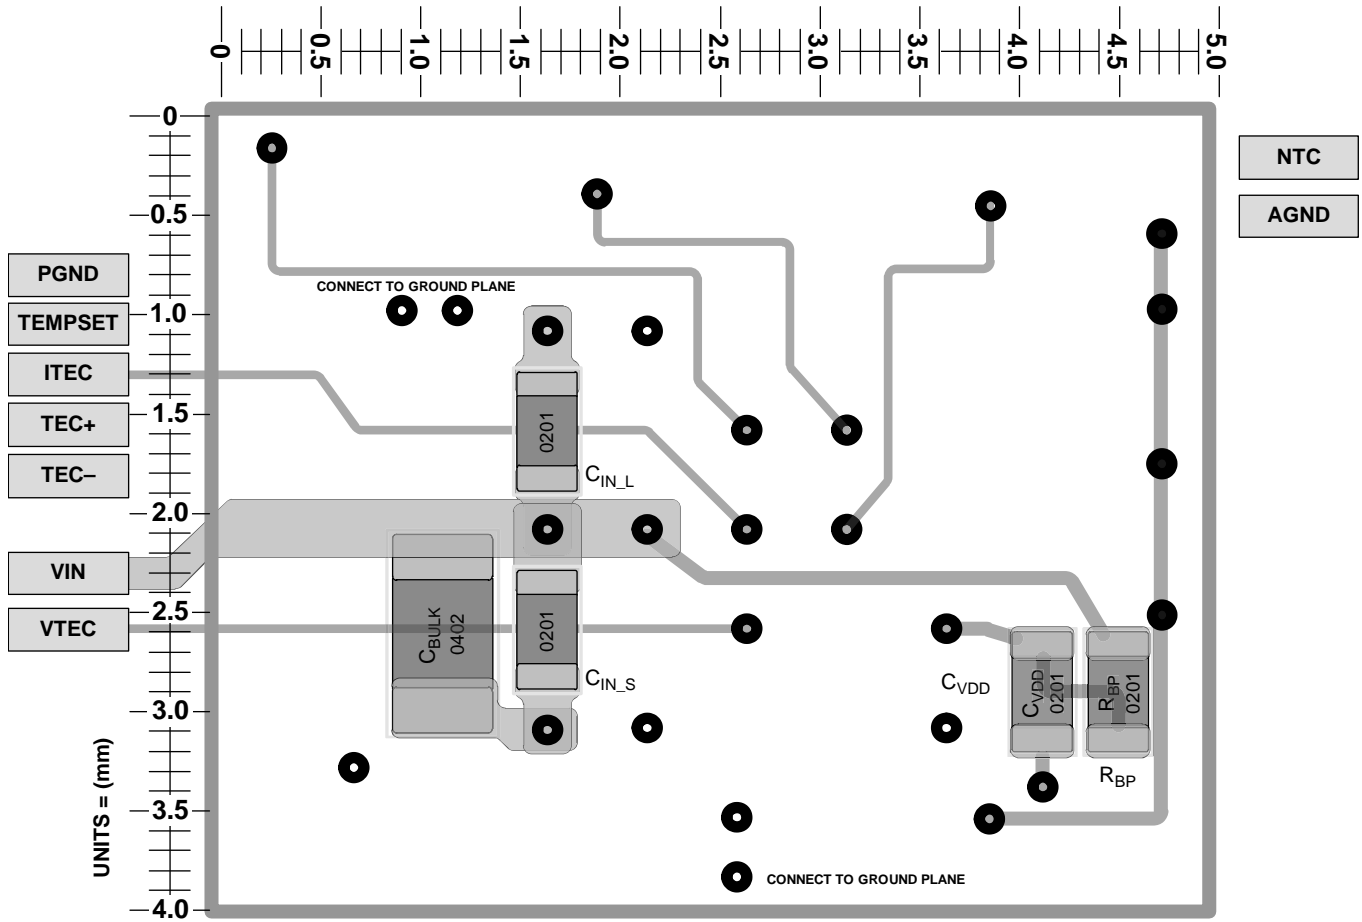 0
0.5
1.0
1.5
2.0
2.5
3.0
3.5
4.0
4.5
5.0
0
0.5
1.0
1.5
2.0
2.5
3.0
3.5
4.0
UNITS = (mm)
PGND
TEMPSET
ITEC
TEC+
TEC–
VIN
VTEC
NTC
AGND
CONNECT TO GROUND PLANE
0201
CIN_L
CBULK
0402
0201
CIN_S
CVDD
CVDD
0201
RBP
0201
RBP
CONNECT TO GROUND PLANE